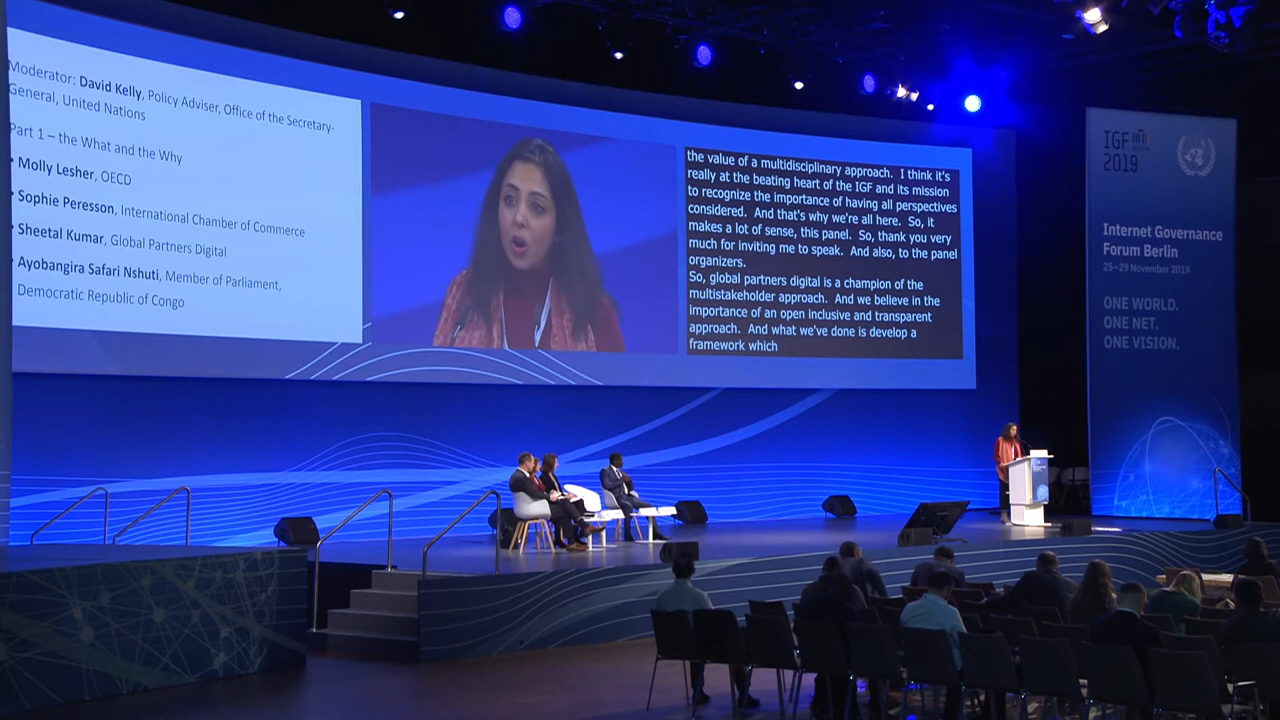 Moderator: David Kelly, Policy Adviser, Office of the Secretary-
General, United Nations
Part 1 – the What and the Why
• Molly Lesher, OECD
• Sophie Peresson, International Chamber of Commerce
• Sheetal Kumar, Global Partners Digital
• Ayobangira Safari Nshuti, Member of Parliament,
Democratic Republic of Congo
the value of a multidisciplinary approach. I think it's
really at the beating heart of the IGF and its mission
to recognize the importance of having all perspectives
considered. And that's why we're all here. So, it
makes a lot of sense, this panel. So, thank you very
much for inviting me to speak. And also, to the panel
organizers.
So, global partners digital is a champion of the
multistakeholder approach. And we believe in the
importance of an open inclusive and transparent
approach. And what we've done is develop a
framework which
IGF
2019
Internet Governance
Forum Berlin
25–29 November 2019
ONE WORLD.
ONE NET.
ONE VISION.